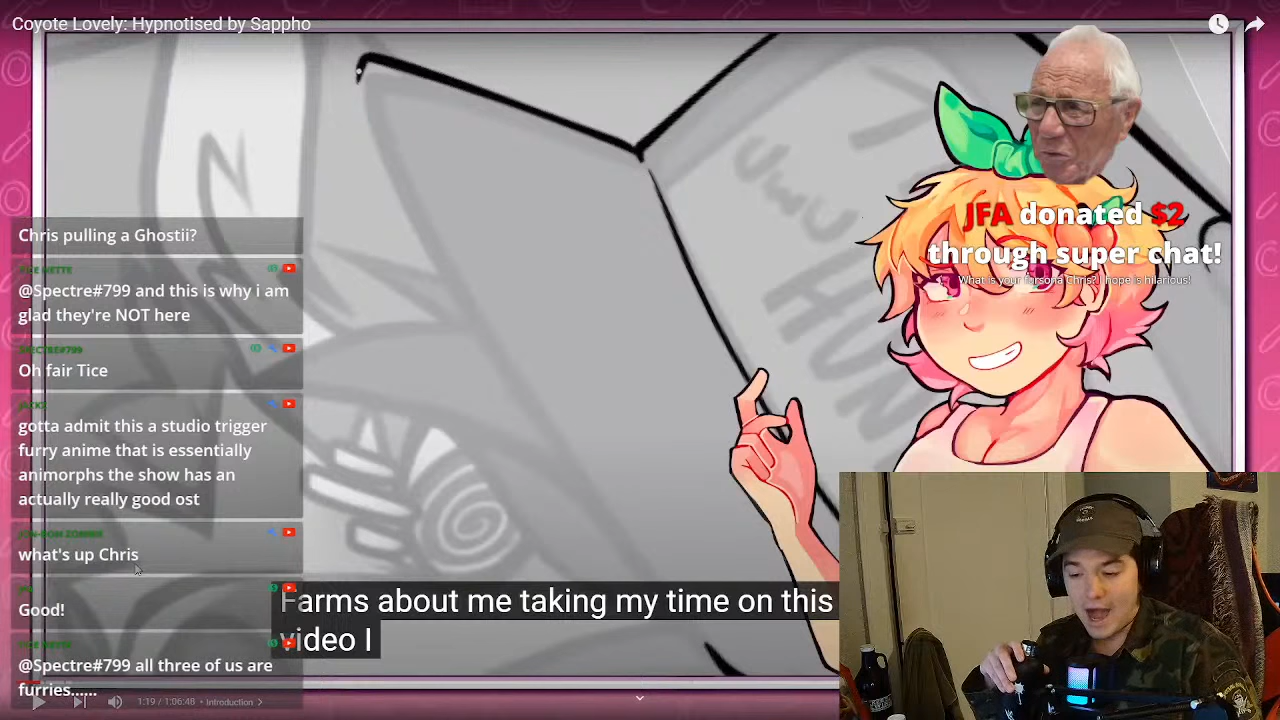 Coyote Lovely: Hypnotised by Sappho
UwU
HUN
JFA donated $2
through super chat!
What is your fursona Chris? I hope is hilarious!
Chris pulling a Ghostii?
@Spectre#799 and this is why i am
glad they're NOT here
SPECTRE#799
Oh fair Tice
gotta admit this a studio trigger
furry anime that is essentially
animorphs the show has an
actually really good ost
what's up Chris
Good!
@Spectre#799 all three of us are
furries......
Farms about me taking my time on this
video I
1:19 / 1:06:48 • Introduction